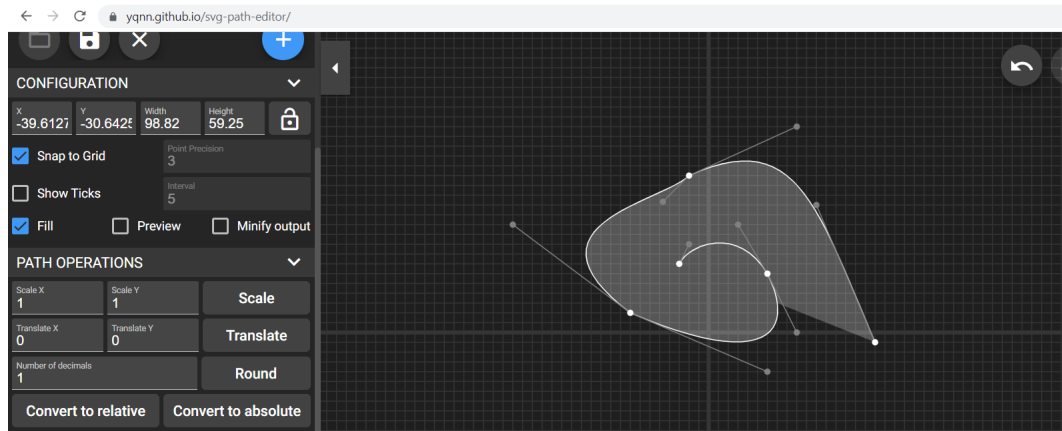 yqnn.github.io/svg-path-editor/
CONFIGURATION
X Y Width Height
-39.6127 -30.6425 98.82 59.25
Snap to Grid Point Precision 3
Show Ticks Interval 5
Fill Preview Minify output
PATH OPERATIONS
Scale X Scale Y
1 1 Scale
Translate X Translate Y
0 0 Translate
Number of decimals
1 Round
Convert to relative Convert to absolute